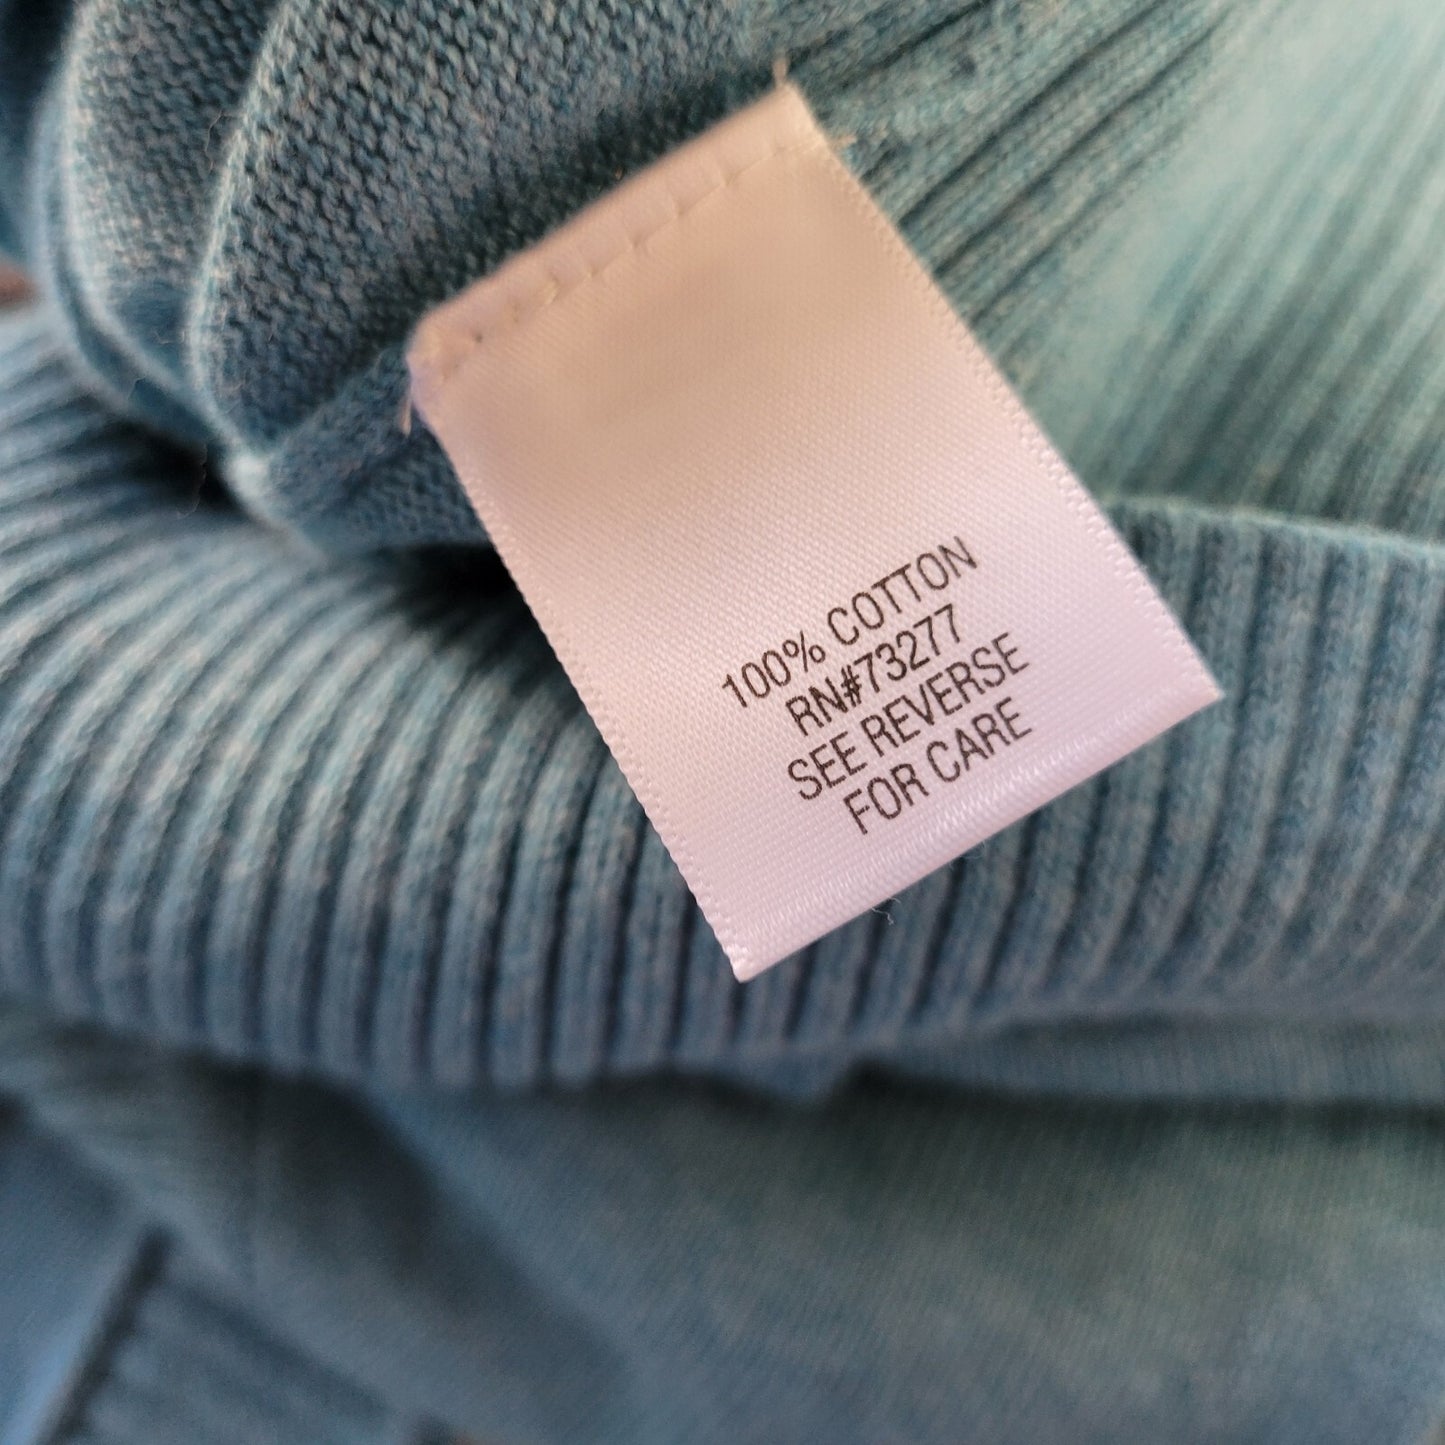 100% COTTON
RN#73277
SEE REVERSE
FOR CARE